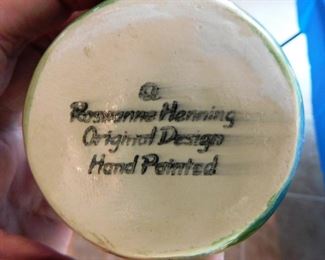 ©
Roseanne Henning
Original Design
Hand Painted